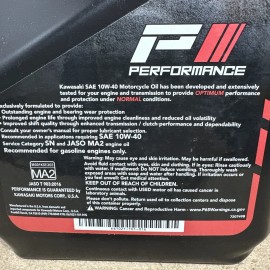 PERFORMANCE
Kawasaki SAE 10W-40 Motorcycle Oil has been developed and extensively
tested for your engine and transmission to provide OPTIMUM performance
and protection under NORMAL conditions.
exclusively formulated to provide:
Outstanding engine and bearing wear protection
Prolonged engine life through improved engine cleanliness and reduced oil volatility
Improved shift quality through enhanced transmission / clutch performance and dependability
Consult your owner's manual for proper lubricant selection.
Recommended in applications requiring SAE 10W-40
Service Category SN and JASO MA2 engine oil
Recommended for gasoline engines only.
MA2
JASO T 903:2016
PERFORMANCE IS GUARANTEED by
KAWASAKI MOTORS CORP.
Warning: May cause eye and skin irritation. May be harmful if swallowed.
Avoid fluid contact with eyes, skin and clothing. If in eyes: Rinse cautiously
with water. If swallowed: Do NOT induce vomiting. Thoroughly wash
exposed areas with soap and water after handling. If irritation occurs or
you feel unwell: Get medical attention.
KEEP OUT OF REACH OF CHILDREN.
Continuous contact with USED motor oil has caused cancer in
laboratory animals.
Please don't pollute. Return used oil to collection centers and dispose
of this container properly.
WARNING: Cancer and Reproductive Harm - www.P65Warnings.ca.gov